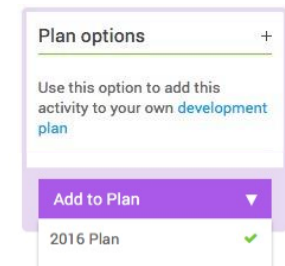 Plan options +
Use this option to add this
activity to your own development
plan
Add to Plan ▼
2016 Plan ✔